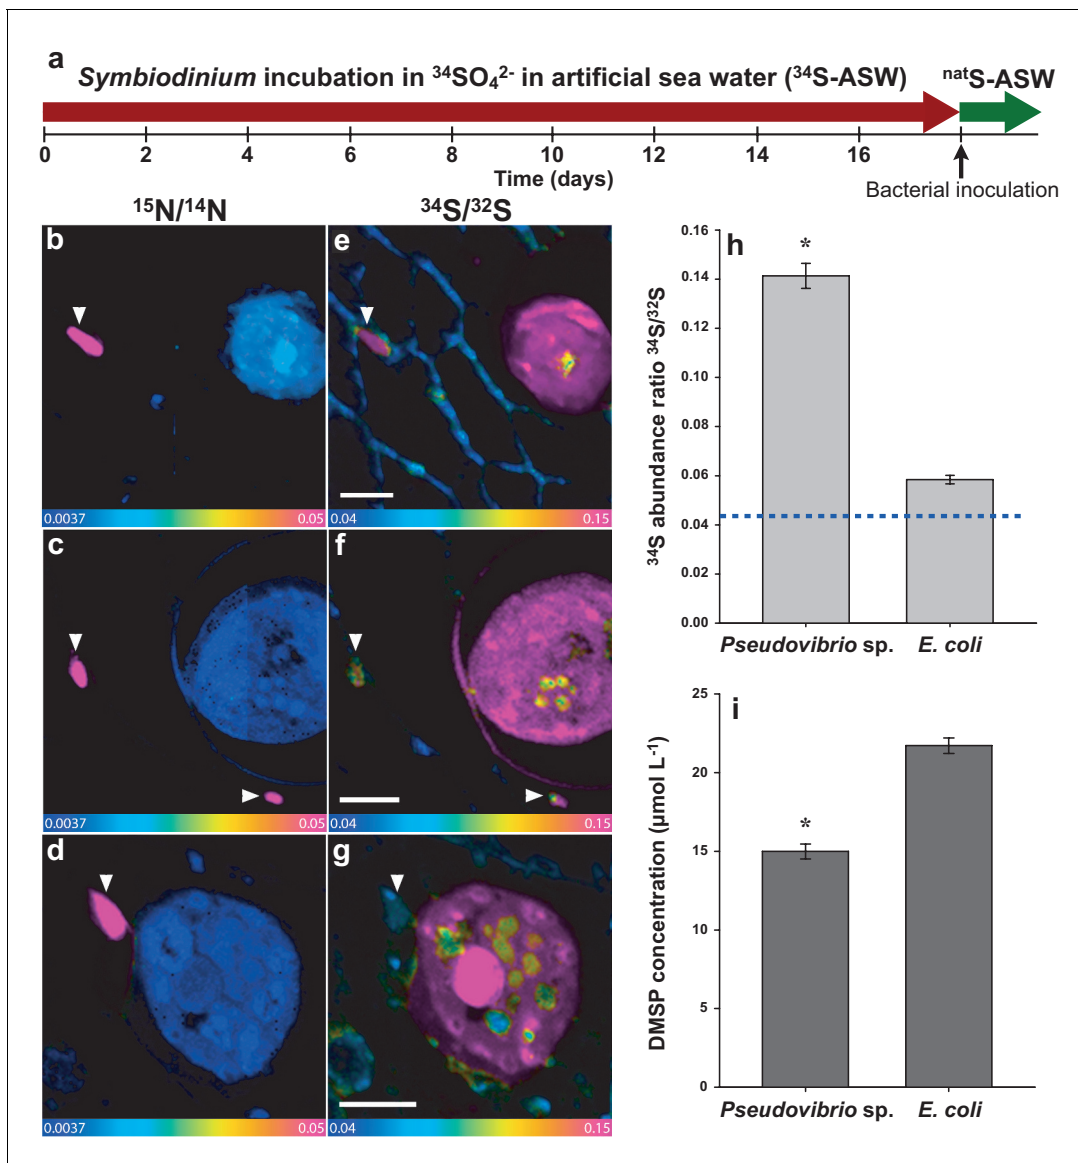 a
Symbiodinium incubation in ³⁴SO₄²⁻ in artificial sea water (³⁴S-ASW)
ⁿᵃᵗS-ASW
0 2 4 6 8 10 12 14 16 18
Time (days)
Bacterial inoculation
¹⁵N/¹⁴N
³⁴S/³²S
b
e
0.0037 0.05
0.04 0.15
c
f
0.0037 0.05
0.04 0.15
d
g
0.0037 0.05
0.04 0.15
h
³⁴S abundance ratio ³⁴S/³²S
0.16
0.14
0.12
0.10
0.08
0.06
0.04
0.02
0.00
*
Pseudovibrio sp. E. coli
i
DMSP concentration (µmol L⁻¹)
25
20
15
10
5
0
*
Pseudovibrio sp. E. coli